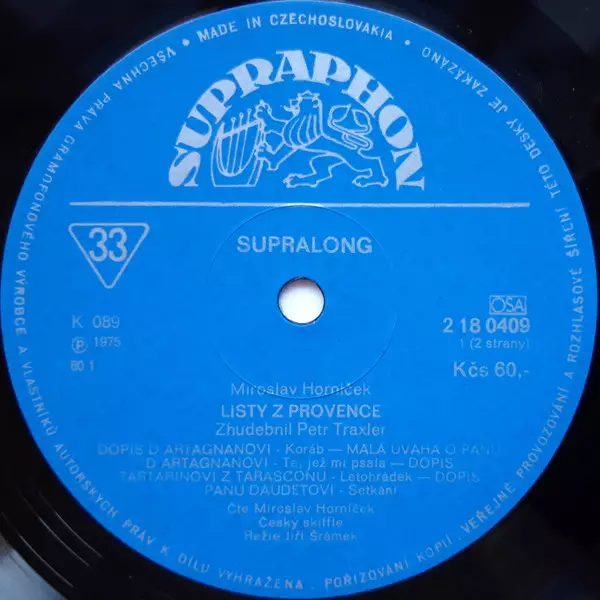 VŠECHNA PRÁVA GRAMOFONOVÉHO VÝROBCE A VLASTNÍKŮ AUTORSKÝCH PRÁV K DÍLU VYHRAŽENA. POŘIZOVÁNÍ KOPIÍ, VEŘEJNÉ PROVOZOVÁNÍ A ROZHLASOVÉ ŠÍŘENÍ TÉTO DESKY JE ZAKÁZÁNO • MADE IN CZECHOSLOVAKIA •
SUPRAPHON
33
SUPRALONG
K 089
Ⓟ 1975
60 1
OSA
2 18 0409
1 (2 strany)
Kčs 60,-
Miroslav Horníček
LISTY Z PROVENCE
Zhudebnil Petr Traxler
DOPIS D'ARTAGNANOVI - Koráb — MALÁ ÚVAHA O PANU
D'ARTAGNANOVI - Té, jež mi psala — DOPIS
TARTARINOVI Z TARASCONU - Letohrádek — DOPIS
PANU DAUDETOVI - Setkání
Čte Miroslav Horníček
Český skiffle
Režie Jiří Šrámek